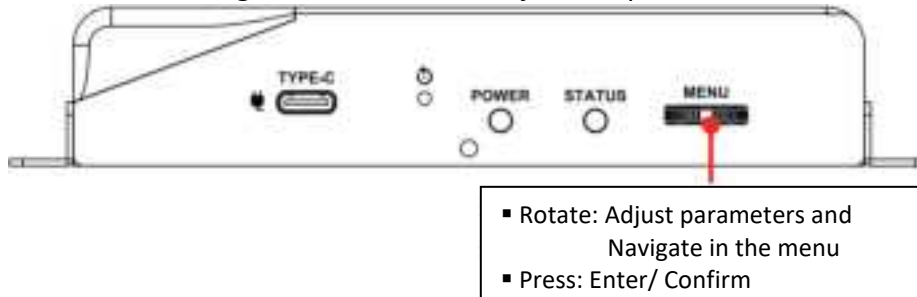 TYPE-C
POWER
STATUS
MENU
▪ Rotate: Adjust parameters and
Navigate in the menu
▪ Press: Enter/ Confirm